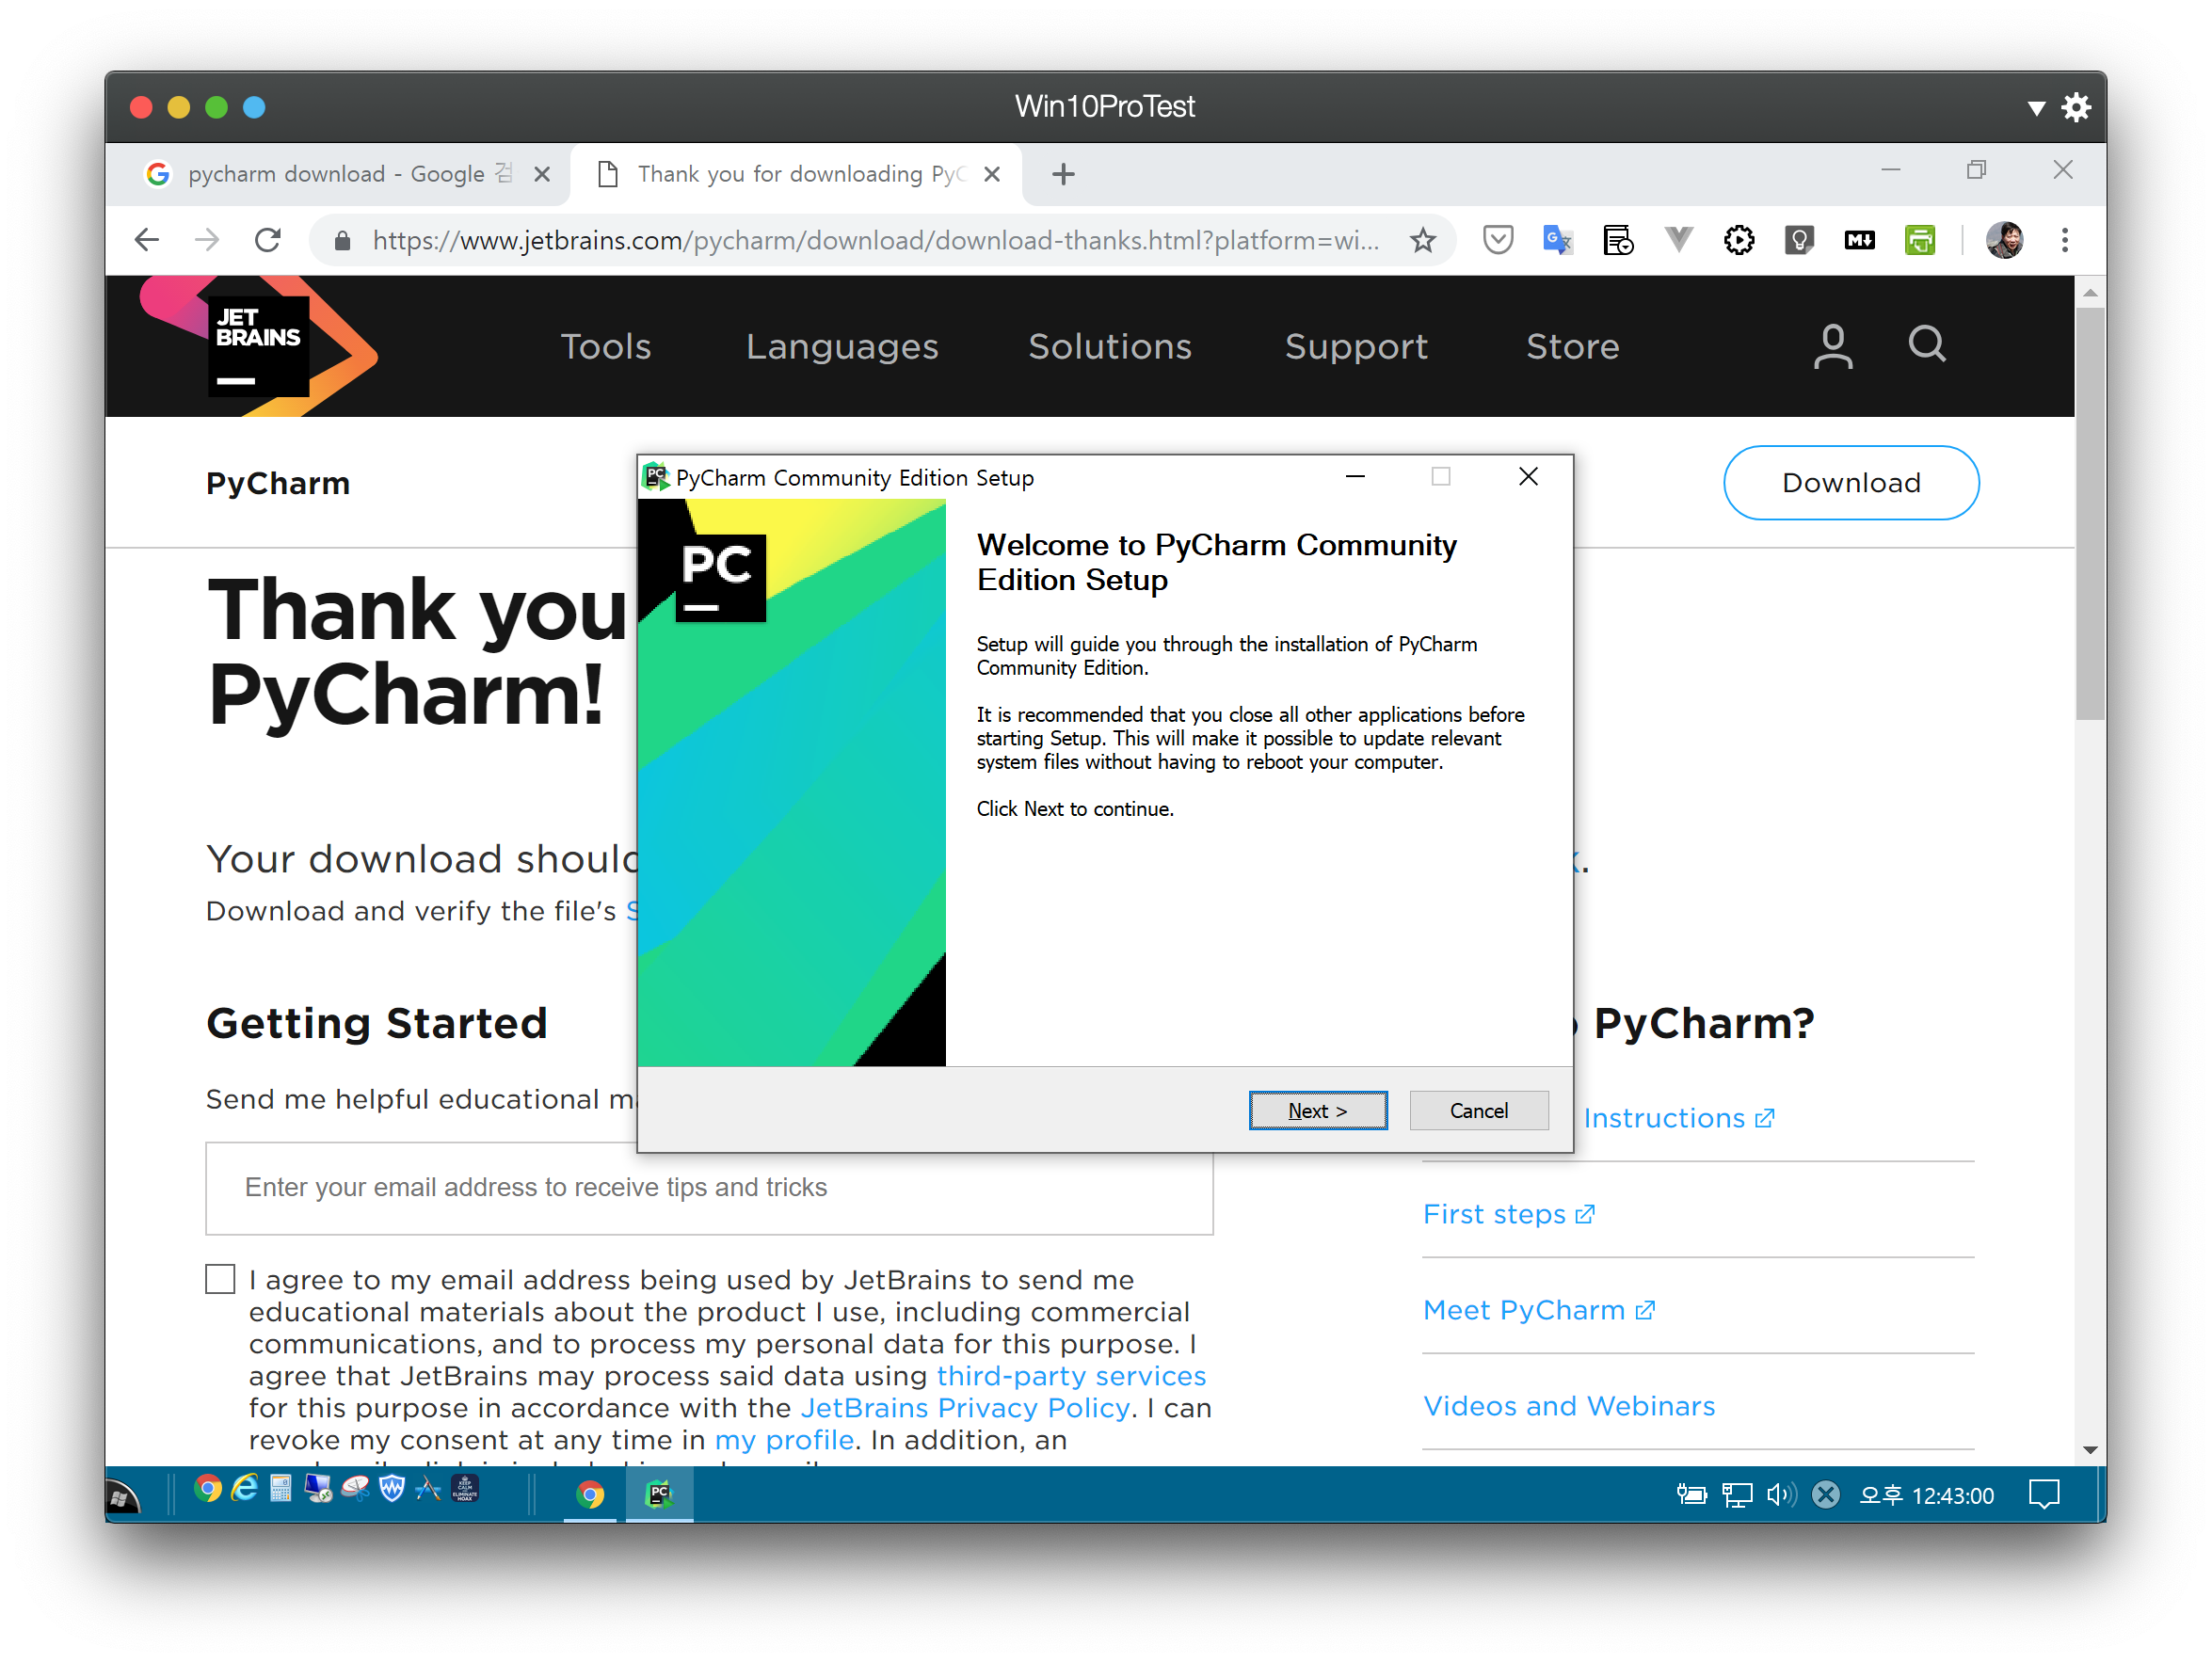 Win10ProTest
pycharm download - Google 검
Thank you for downloading PyC
https://www.jetbrains.com/pycharm/download/download-thanks.html?platform=wi...
JET
BRAINS
Tools
Languages
Solutions
Support
Store
PyCharm
Download
Thank you
PyCharm!
Your download should
Download and verify the file's S
Getting Started
Send me helpful educational ma
Enter your email address to receive tips and tricks
I agree to my email address being used by JetBrains to send me
educational materials about the product I use, including commercial
communications, and to process my personal data for this purpose. I
agree that JetBrains may process said data using third-party services
for this purpose in accordance with the JetBrains Privacy Policy. I can
revoke my consent at any time in my profile. In addition, an
PyCharm?
Instructions
First steps
Meet PyCharm
Videos and Webinars
PC PyCharm Community Edition Setup
PC
Welcome to PyCharm Community
Edition Setup
Setup will guide you through the installation of PyCharm
Community Edition.
It is recommended that you close all other applications before
starting Setup. This will make it possible to update relevant
system files without having to reboot your computer.
Click Next to continue.
Next >
Cancel
KEEP
CALM
ELIMINATE
HOAX
PC
오후 12:43:00